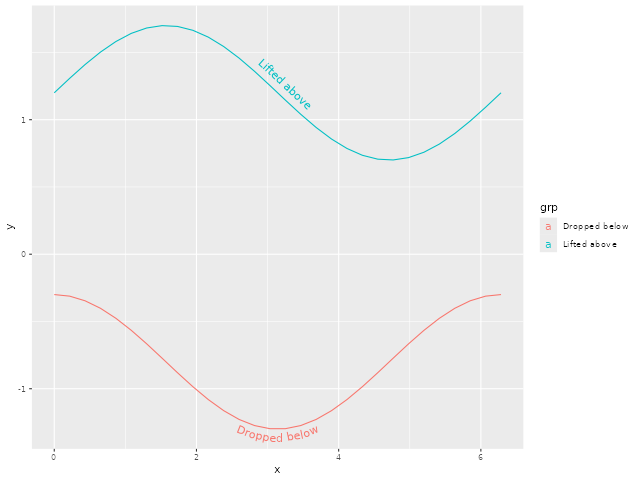 Lifted above
1
0
-1
Dropped below
0
2
4
6
x
y
grp
a Dropped below
a Lifted above